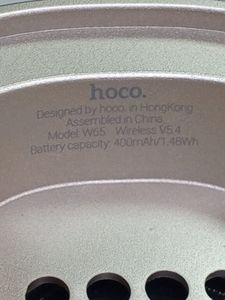 hoco.
Designed by hoco. in HongKong
Assembled in China
Model: W65 Wireless V5.4
Battery capacity: 400mAh/1.48Wh